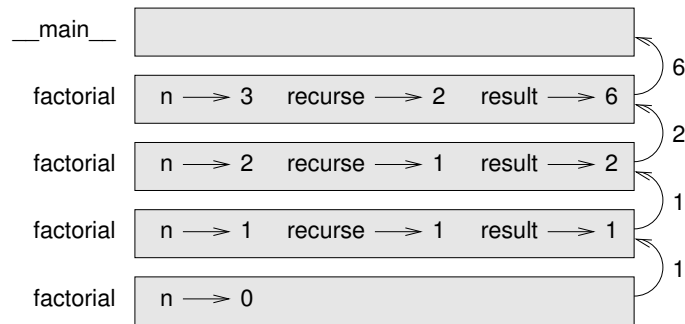 __main__
6
factorial n 3 recurse 2 result 6
2
factorial n 2 recurse 1 result 2
1
factorial n 1 recurse 1 result 1
1
factorial n 0